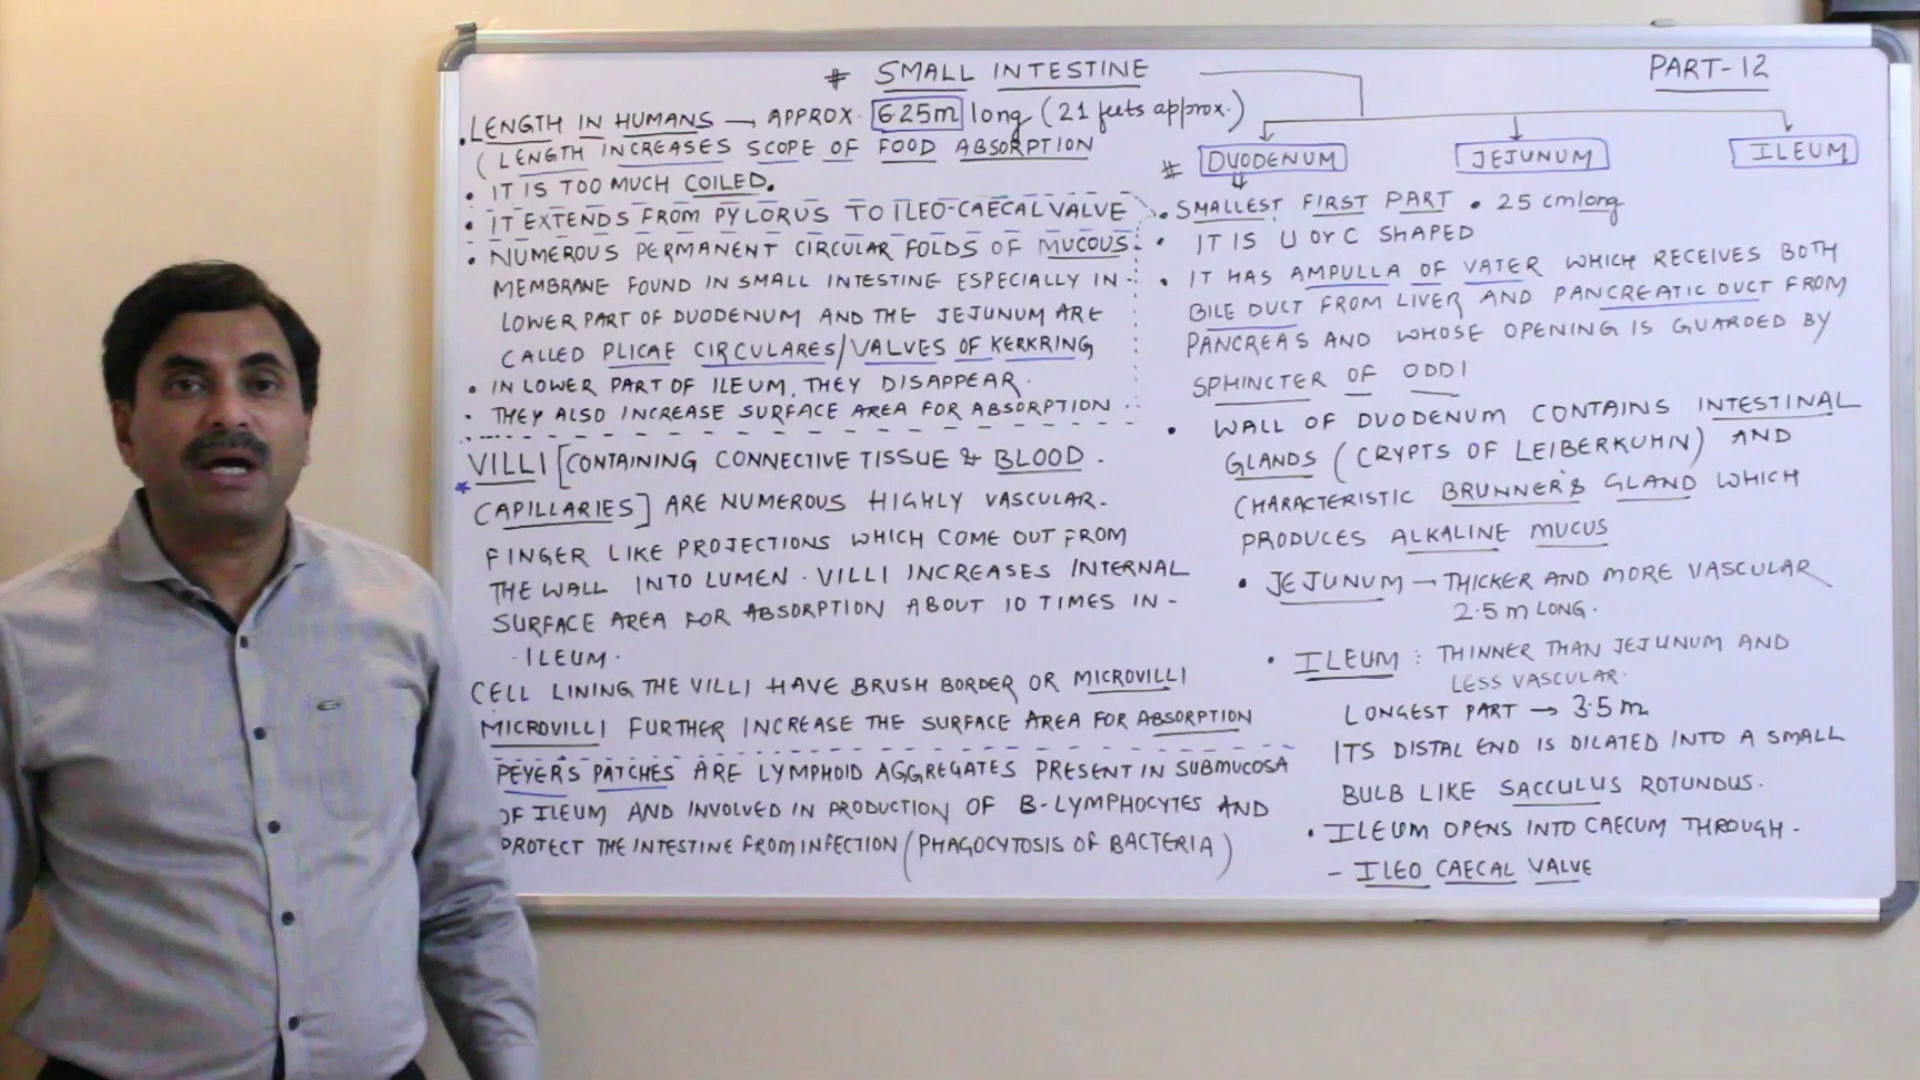 # SMALL INTESTINE
PART-12
• LENGTH IN HUMANS → APPROX. 6.25m long (21 feets approx.)
( LENGTH INCREASES SCOPE OF FOOD ABSORPTION
• IT IS TOO MUCH COILED.
• IT EXTENDS FROM PYLORUS TO ILEO-CAECAL VALVE
• NUMEROUS PERMANENT CIRCULAR FOLDS OF MUCOUS
MEMBRANE FOUND IN SMALL INTESTINE ESPECIALLY IN -
LOWER PART OF DUODENUM AND THE JEJUNUM ARE
CALLED PLICAE CIRCULARES/VALVES OF KERKRING
• IN LOWER PART OF ILEUM, THEY DISAPPEAR.
• THEY ALSO INCREASE SURFACE AREA FOR ABSORPTION
* VILLI [CONTAINING CONNECTIVE TISSUE & BLOOD.
CAPILLARIES] ARE NUMEROUS HIGHLY VASCULAR.
FINGER LIKE PROJECTIONS WHICH COME OUT FROM
THE WALL INTO LUMEN. VILLI INCREASES INTERNAL
SURFACE AREA FOR ABSORPTION ABOUT 10 TIMES IN -
ILEUM.
CELL LINING THE VILLI HAVE BRUSH BORDER OR MICROVILLI
MICROVILLI FURTHER INCREASE THE SURFACE AREA FOR ABSORPTION
PEYER'S PATCHES ARE LYMPHOID AGGREGATES PRESENT IN SUBMUCOSA
OF ILEUM AND INVOLVED IN PRODUCTION OF B-LYMPHOCYTES AND
PROTECT THE INTESTINE FROM INFECTION (PHAGOCYTOSIS OF BACTERIA)
# DUODENUM JEJUNUM ILEUM
• SMALLEST FIRST PART • 25 cm long
• IT IS U or C SHAPED
• IT HAS AMPULLA OF VATER WHICH RECEIVES BOTH
BILE DUCT FROM LIVER AND PANCREATIC DUCT FROM
PANCREAS AND WHOSE OPENING IS GUARDED BY
SPHINCTER OF ODDI
• WALL OF DUODENUM CONTAINS INTESTINAL
GLANDS (CRYPTS OF LEIBERKUHN) AND
CHARACTERISTIC BRUNNER'S GLAND WHICH
PRODUCES ALKALINE MUCUS
• JEJUNUM → THICKER AND MORE VASCULAR
2.5 m LONG.
• ILEUM : THINNER THAN JEJUNUM AND
LESS VASCULAR.
LONGEST PART → 3.5 m
ITS DISTAL END IS DILATED INTO A SMALL
BULB LIKE SACCULUS ROTUNDUS.
• ILEUM OPENS INTO CAECUM THROUGH -
- ILEO CAECAL VALVE